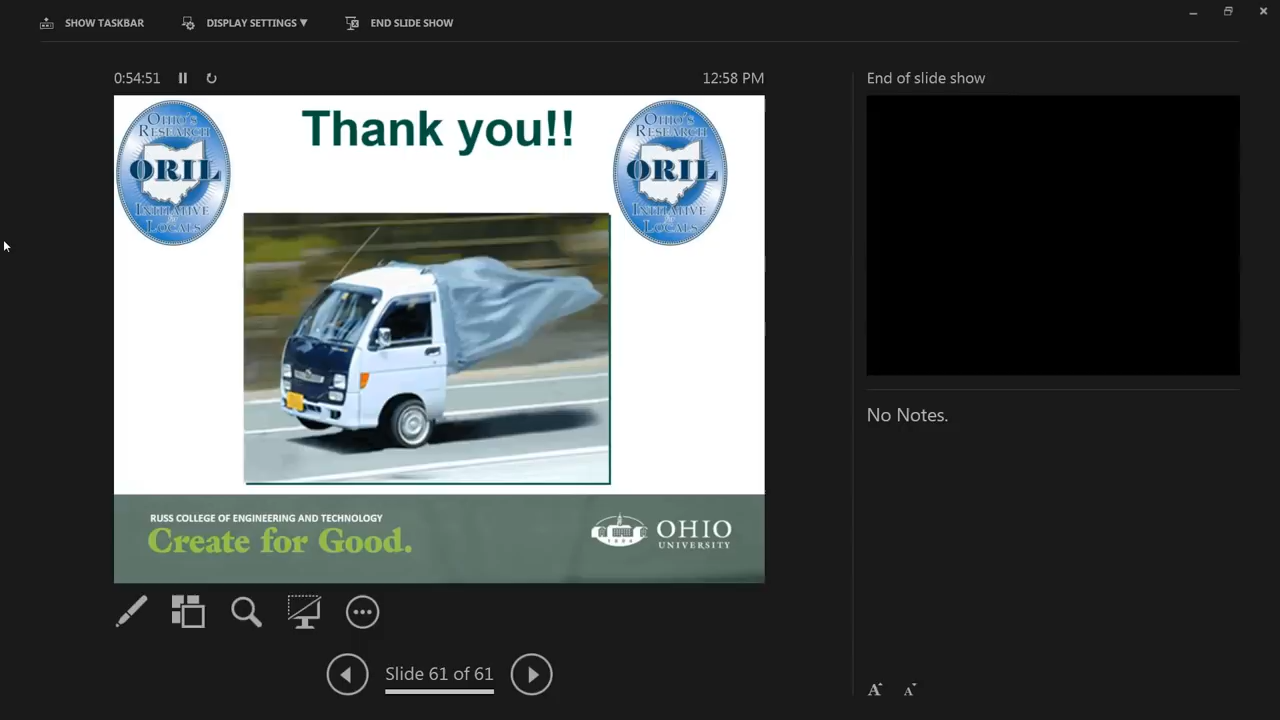 SHOW TASKBAR
DISPLAY SETTINGS ▼
END SLIDE SHOW
0:54:51
12:58 PM
End of slide show
OHIO'S
RESEARCH
ORIL
INITIATIVE
for
LOCALS
Thank you!!
OHIO'S
RESEARCH
ORIL
INITIATIVE
for
LOCALS
No Notes.
RUSS COLLEGE OF ENGINEERING AND TECHNOLOGY
Create for Good.
1804
OHIO
UNIVERSITY
Slide 61 of 61
A
A